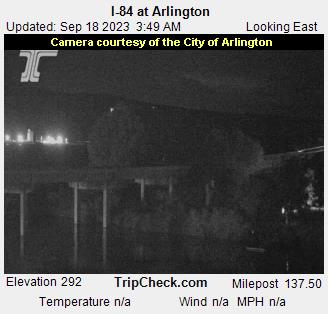 I-84 at Arlington
Updated: Sep 18 2023 3:49 AM Looking East
Camera courtesy of the City of Arlington
Elevation 292 TripCheck.com Milepost 137.50
Temperature n/a Wind n/a MPH n/a